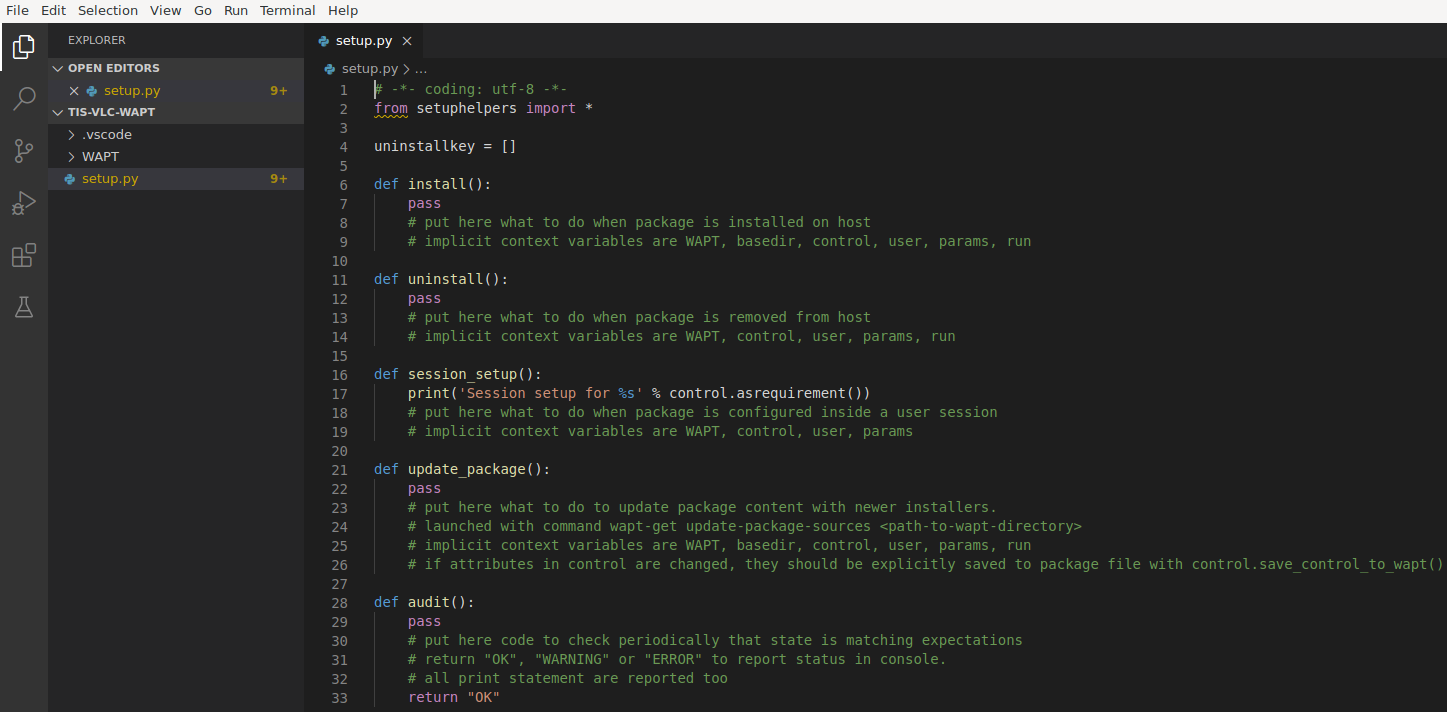 File Edit Selection View Go Run Terminal Help
EXPLORER
OPEN EDITORS
setup.py 9+
TIS-VLC-WAPT
.vscode
WAPT
setup.py 9+
setup.py
setup.py > ...
1 # -*- coding: utf-8 -*-
2 from setuphelpers import *
3
4 uninstallkey = []
5
6 def install():
7 pass
8 # put here what to do when package is installed on host
9 # implicit context variables are WAPT, basedir, control, user, params, run
10
11 def uninstall():
12 pass
13 # put here what to do when package is removed from host
14 # implicit context variables are WAPT, control, user, params, run
15
16 def session_setup():
17 print('Session setup for %s' % control.asrequirement())
18 # put here what to do when package is configured inside a user session
19 # implicit context variables are WAPT, control, user, params
20
21 def update_package():
22 pass
23 # put here what to do to update package content with newer installers.
24 # launched with command wapt-get update-package-sources <path-to-wapt-directory>
25 # implicit context variables are WAPT, basedir, control, user, params, run
26 # if attributes in control are changed, they should be explicitly saved to package file with control.save_control_to_wapt()
27
28 def audit():
29 pass
30 # put here code to check periodically that state is matching expectations
31 # return "OK", "WARNING" or "ERROR" to report status in console.
32 # all print statement are reported too
33 return "OK"